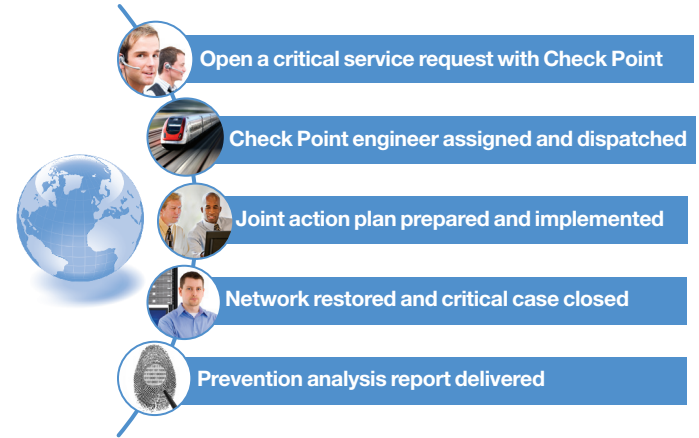 Open a critical service request with Check Point
Check Point engineer assigned and dispatched
Joint action plan prepared and implemented
Network restored and critical case closed
Prevention analysis report delivered